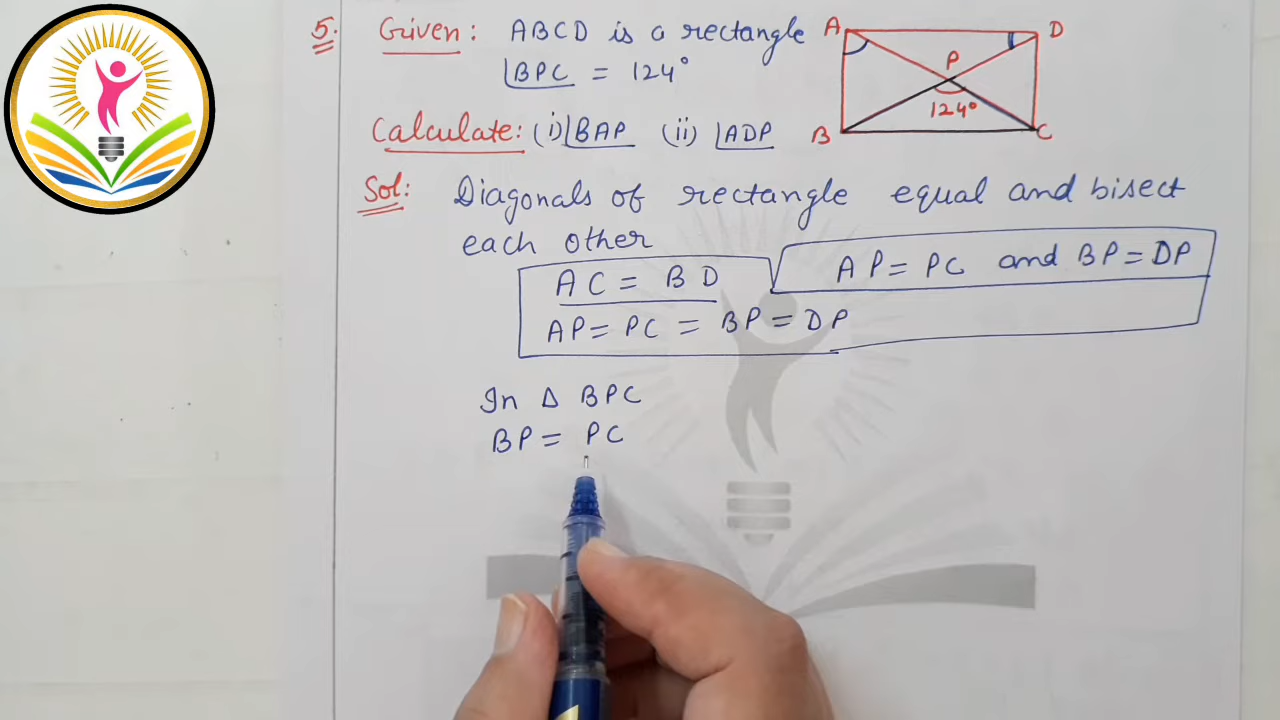 5. Given: ABCD is a rectangle
∠BPC = 124°
Calculate: (i) ∠BAP (ii) ∠ADP
A D
P
124°
B C
Sol: Diagonals of rectangle equal and bisect
each other
AC = BD AP = PC and BP = DP
AP = PC = BP = DP
In Δ BPC
BP = PC